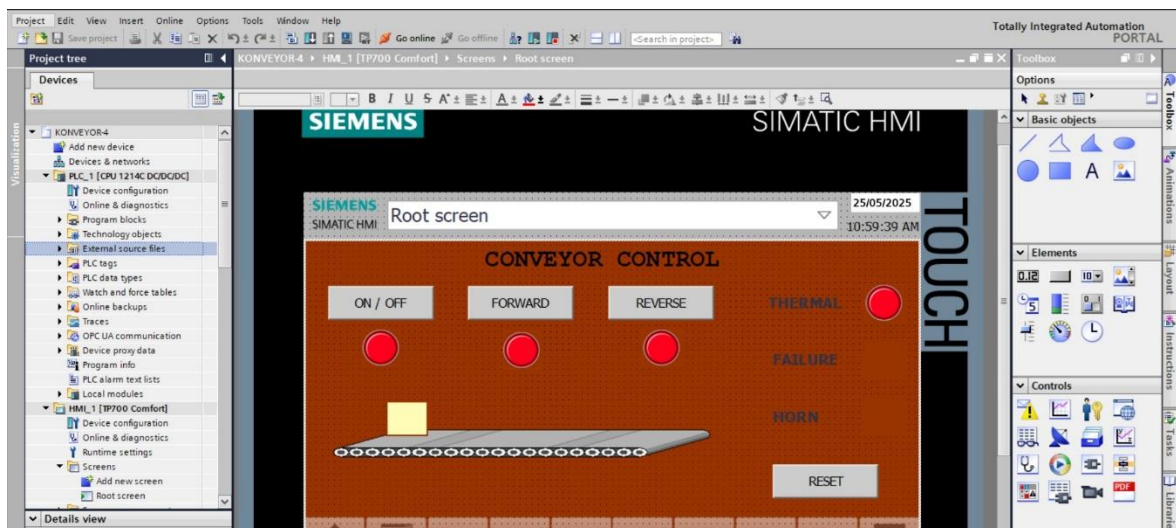 Project Edit View Insert Online Options Tools Window Help
Totally Integrated Automation
PORTAL
Save project Go online Go offline <Search in project>
Project tree
KONVEYOR-4 HMI_1 [TP700 Comfort] Screens Root screen
Toolbox
Devices
Options
B I U S A
Visualization
KONVEYOR-4
Add new device
Devices & networks
PLC_1 [CPU 1214C DC/DC/DC]
Device configuration
Online & diagnostics
Program blocks
Technology objects
External source files
PLC tags
PLC data types
Watch and force tables
Online backups
Traces
OPC UA communication
Device proxy data
Program info
PLC alarm text lists
Local modules
HMI_1 [TP700 Comfort]
Device configuration
Online & diagnostics
Runtime settings
Screens
Add new screen
Root screen
Details view
SIEMENS
SIMATIC HMI
SIEMENS
SIMATIC HMI
Root screen
25/05/2025
10:59:39 AM
TOUCH
CONVEYOR CONTROL
ON / OFF FORWARD REVERSE THERMAL
FAILURE
HORN
RESET
Basic objects
A
Elements
0.12
10
5
Controls
PDF
Toolbox
Animations
Layout
Instructions
Tasks
Libraries